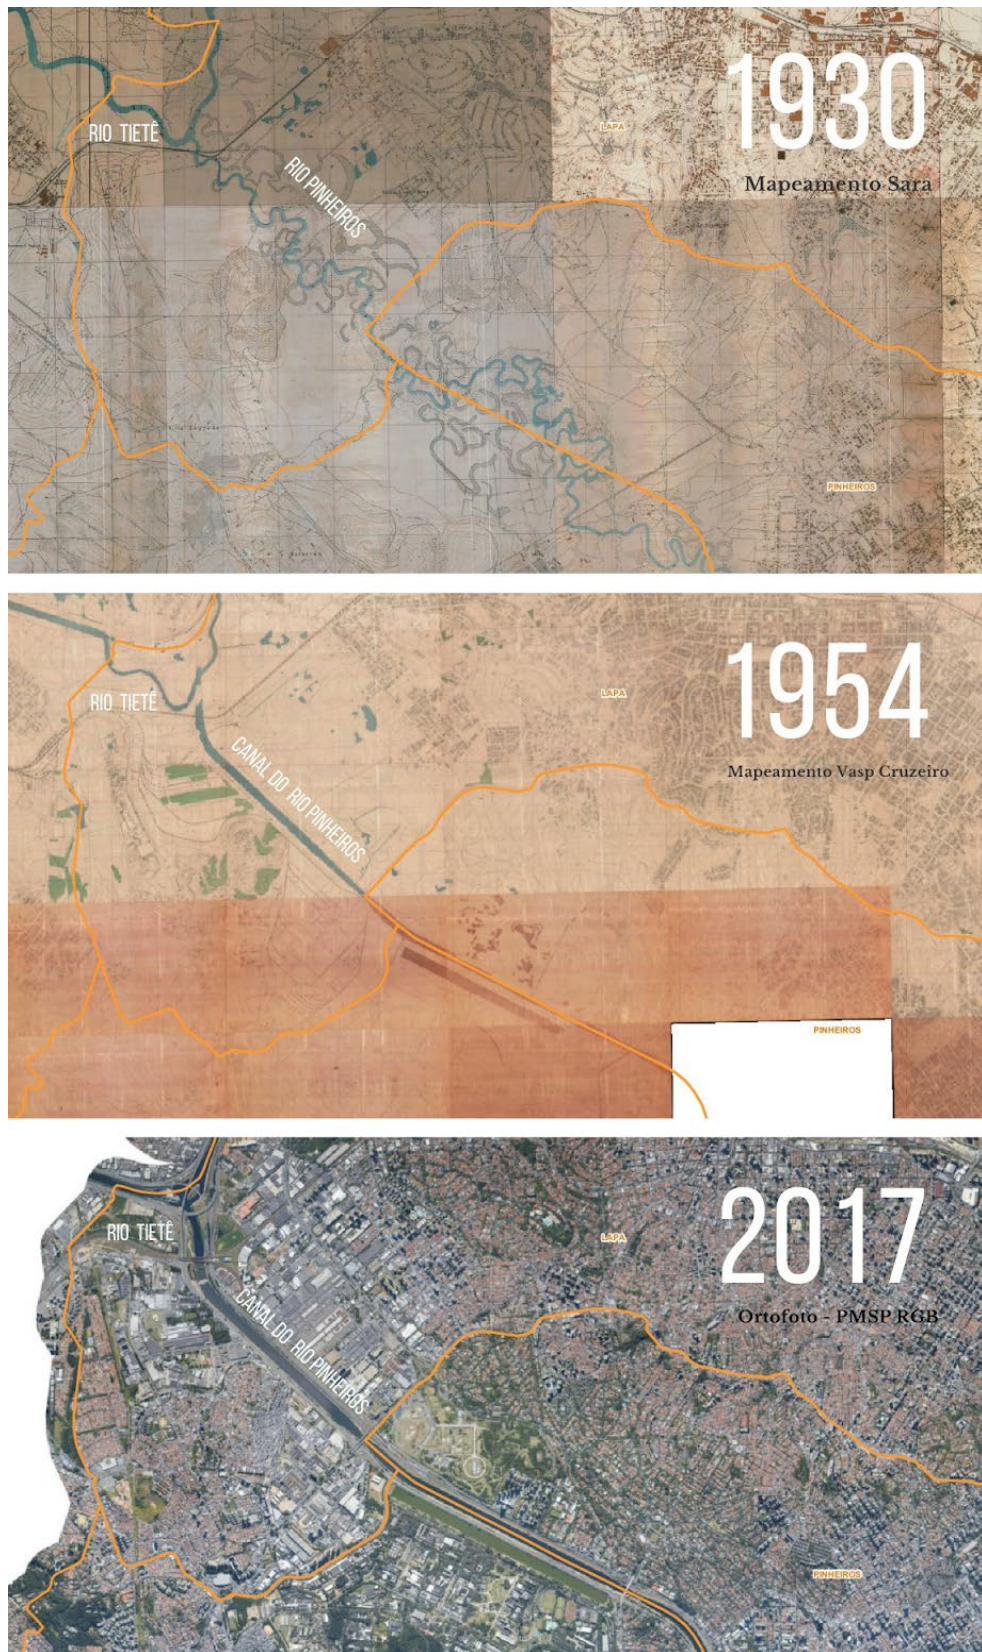 1930
Mapeamento Sara
RIO TIETÊ
RIO PINHEIROS
LAPA
PINHEIROS
1954
Mapeamento Vasp Cruzeiro
RIO TIETÊ
CANAL DO RIO PINHEIROS
LAPA
PINHEIROS
2017
Ortofoto - PMSP RGB
RIO TIETÊ
CANAL DO RIO PINHEIROS
LAPA
PINHEIROS